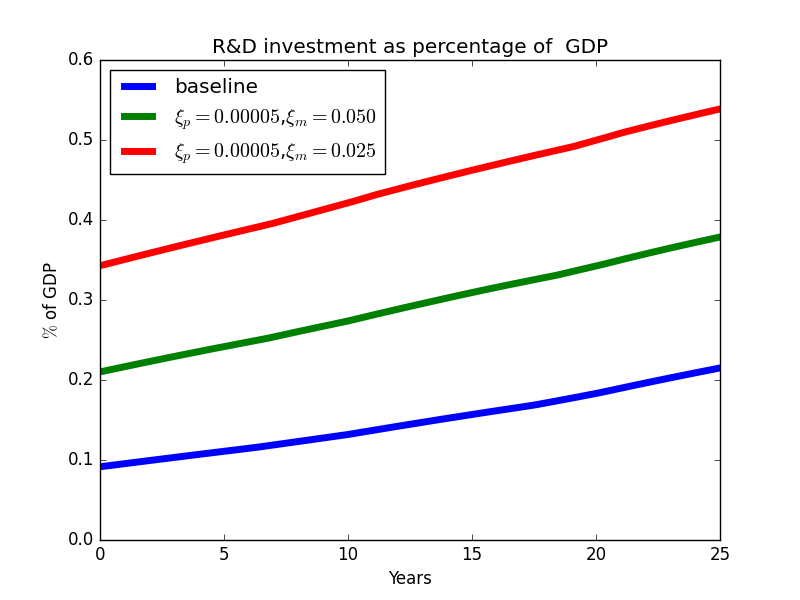 R&D investment as percentage of  GDP
baseline
ξp = 0.00005,ξm = 0.050
ξp = 0.00005,ξm = 0.025
% of GDP
0.6
0.5
0.4
0.3
0.2
0.1
0.0
0 5 10 15 20 25
Years